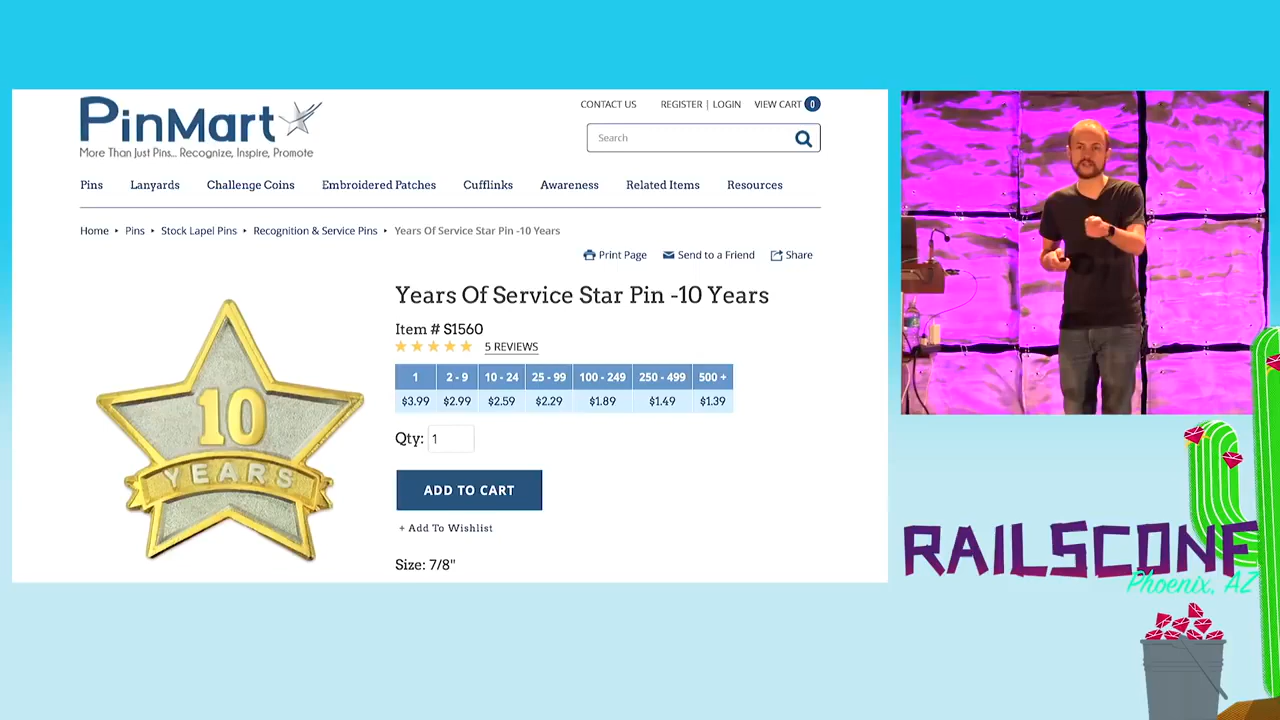 PinMart
More Than Just Pins... Recognize, Inspire, Promote
CONTACT US REGISTER | LOGIN VIEW CART 0
Search
Pins Lanyards Challenge Coins Embroidered Patches Cufflinks Awareness Related Items Resources
Home ▸ Pins ▸ Stock Lapel Pins ▸ Recognition & Service Pins ▸ Years Of Service Star Pin -10 Years
Print Page Send to a Friend Share
Years Of Service Star Pin -10 Years
Item # S1560
5 REVIEWS
1 2 - 9 10 - 24 25 - 99 100 - 249 250 - 499 500 +
$3.99 $2.99 $2.59 $2.29 $1.89 $1.49 $1.39
Qty: 1
ADD TO CART
+ Add To Wishlist
Size: 7/8"
10
YEARS
RAILSCONF
Phoenix, AZ